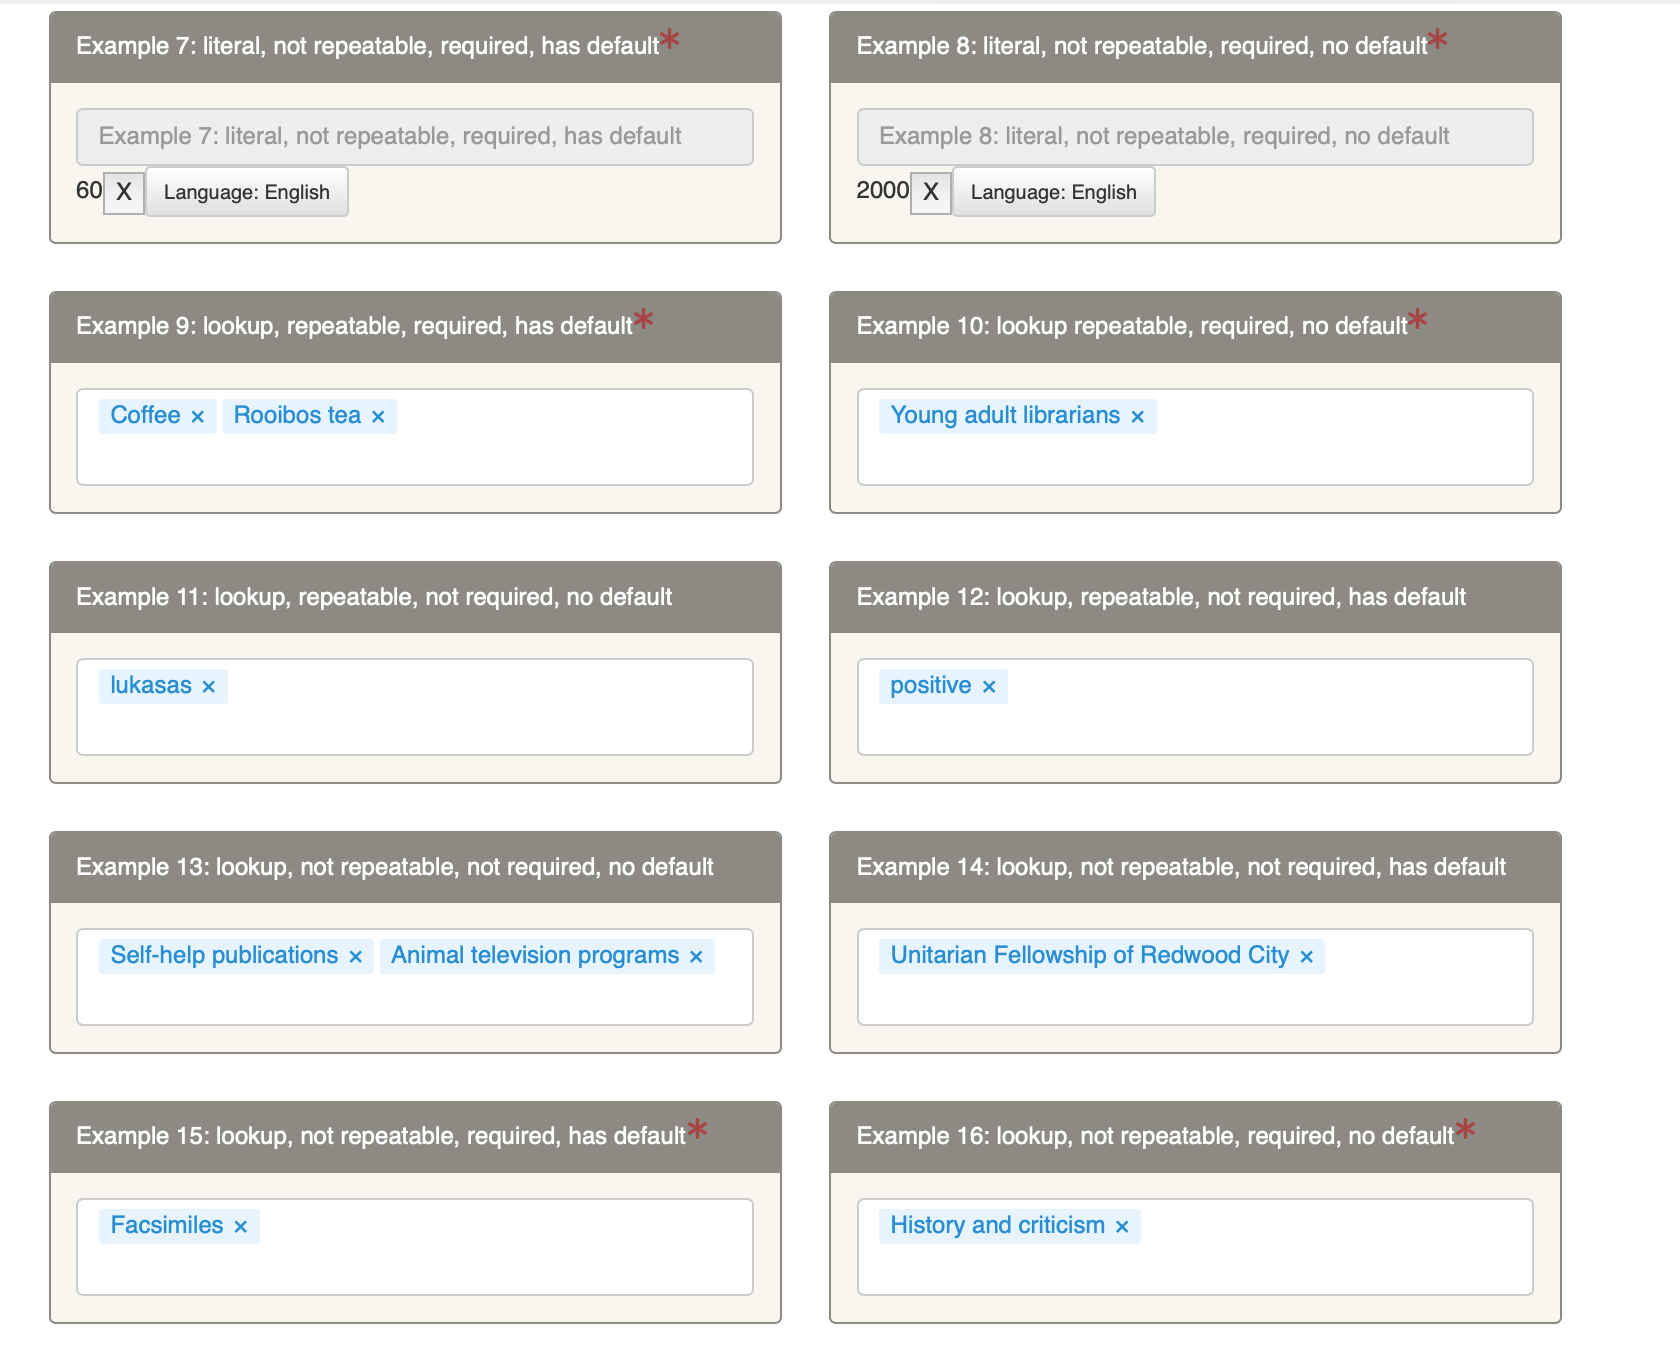 Example 7: literal, not repeatable, required, has default*
Example 7: literal, not repeatable, required, has default
60 X Language: English
Example 8: literal, not repeatable, required, no default*
Example 8: literal, not repeatable, required, no default
2000 X Language: English
Example 9: lookup, repeatable, required, has default*
Coffee × Rooibos tea ×
Example 10: lookup repeatable, required, no default*
Young adult librarians ×
Example 11: lookup, repeatable, not required, no default
lukasas ×
Example 12: lookup, repeatable, not required, has default
positive ×
Example 13: lookup, not repeatable, not required, no default
Self-help publications × Animal television programs ×
Example 14: lookup, not repeatable, not required, has default
Unitarian Fellowship of Redwood City ×
Example 15: lookup, not repeatable, required, has default*
Facsimiles ×
Example 16: lookup, not repeatable, required, no default*
History and criticism ×